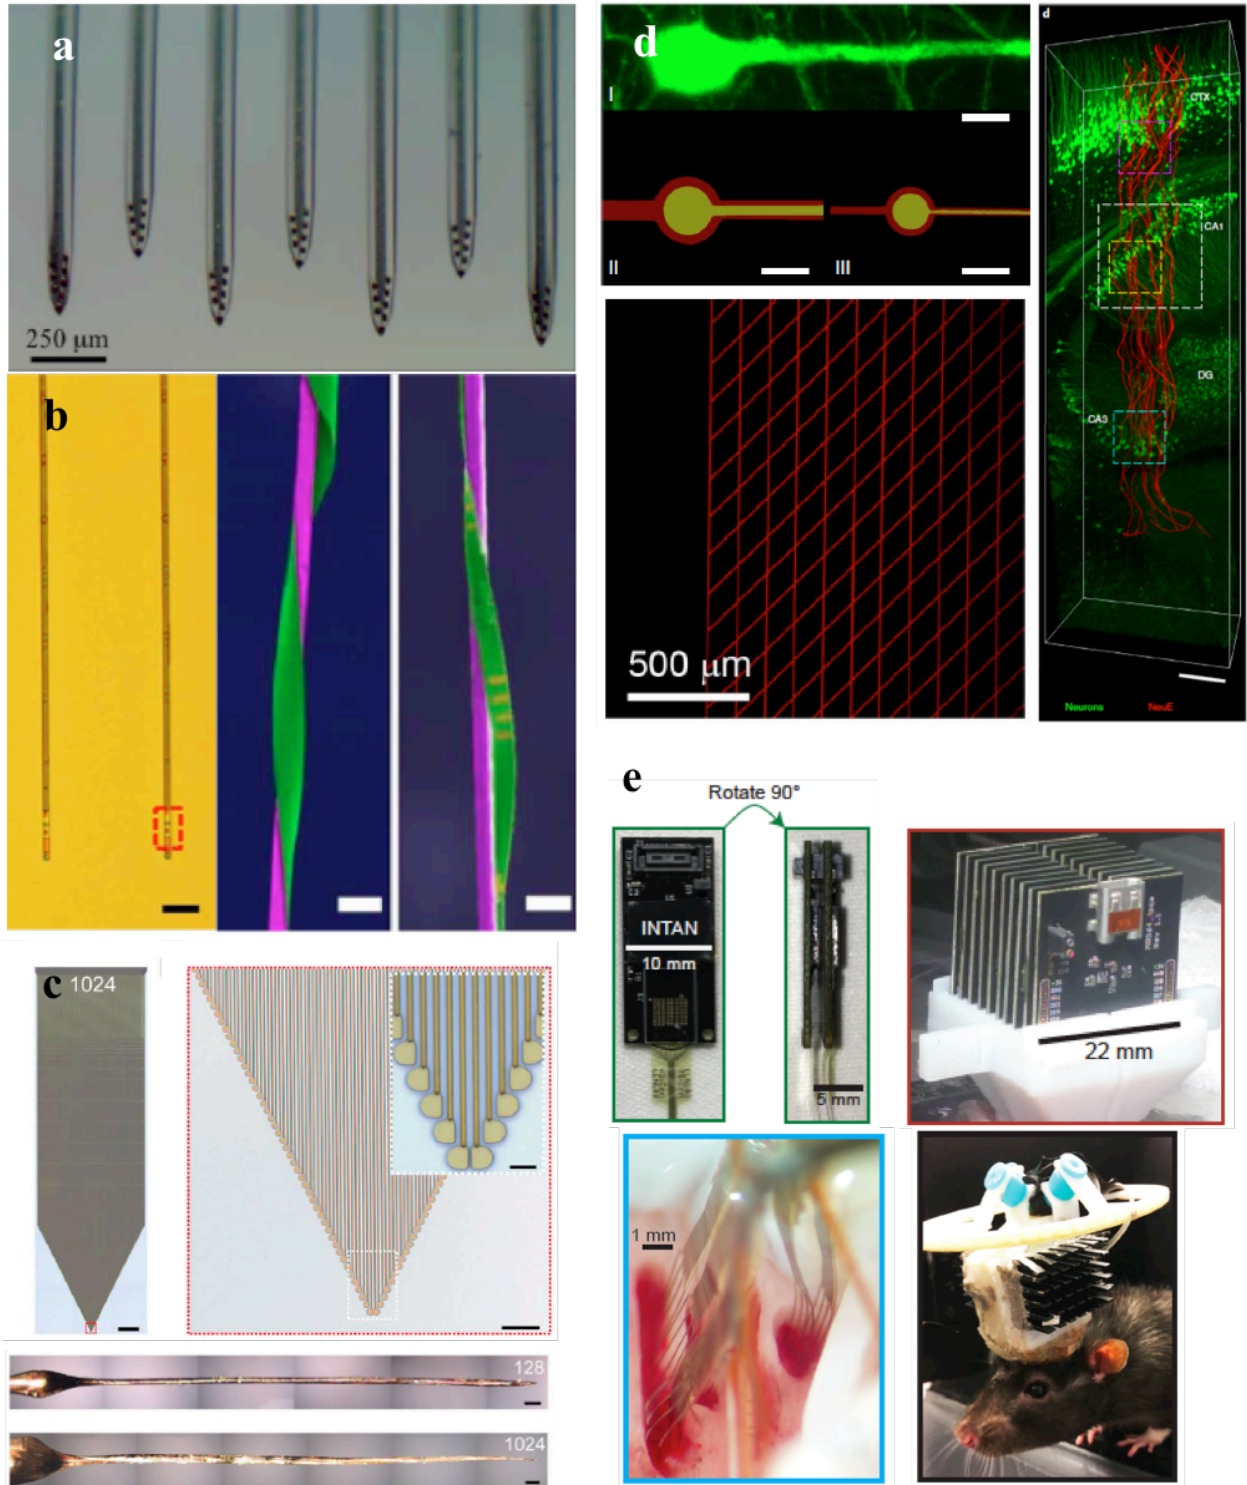 a
250 μm
b
c
1024
128
1024
d
I
II
III
500 μm
d
CTX
CA1
DG
CA3
Neurons
NeuE
e
Rotate 90°
INTAN
10 mm
5 mm
22 mm
1 mm